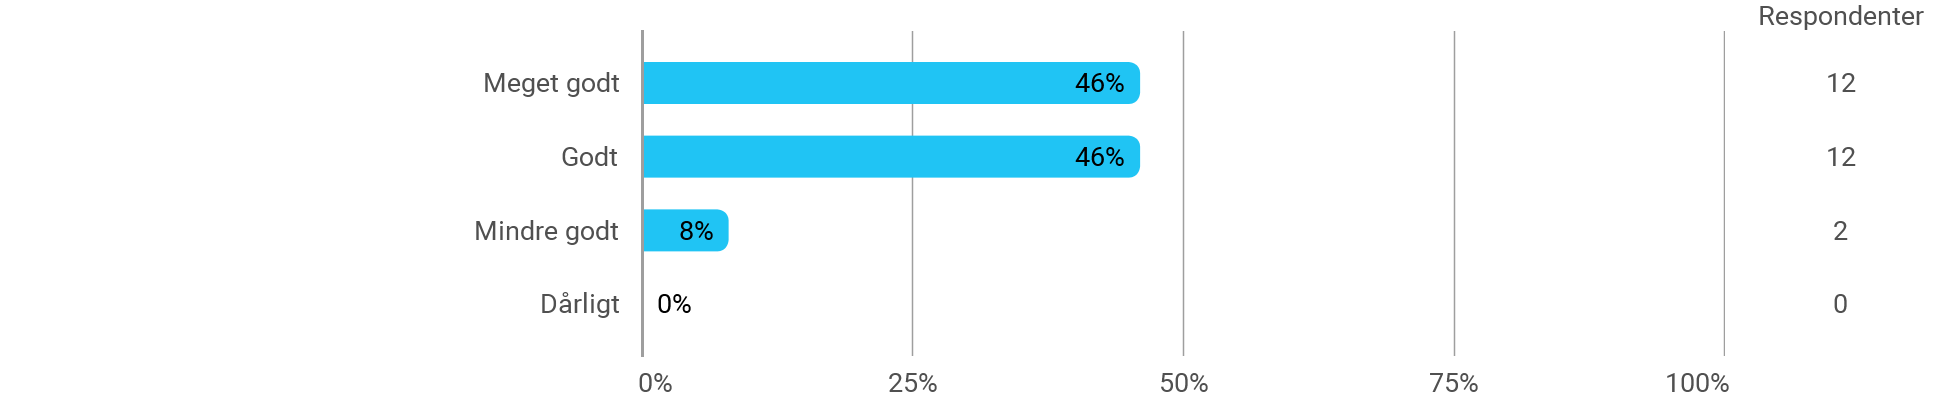 Respondenter
Meget godt 46% 12
Godt 46% 12
Mindre godt 8% 2
Dårligt 0% 0
0% 25% 50% 75% 100%